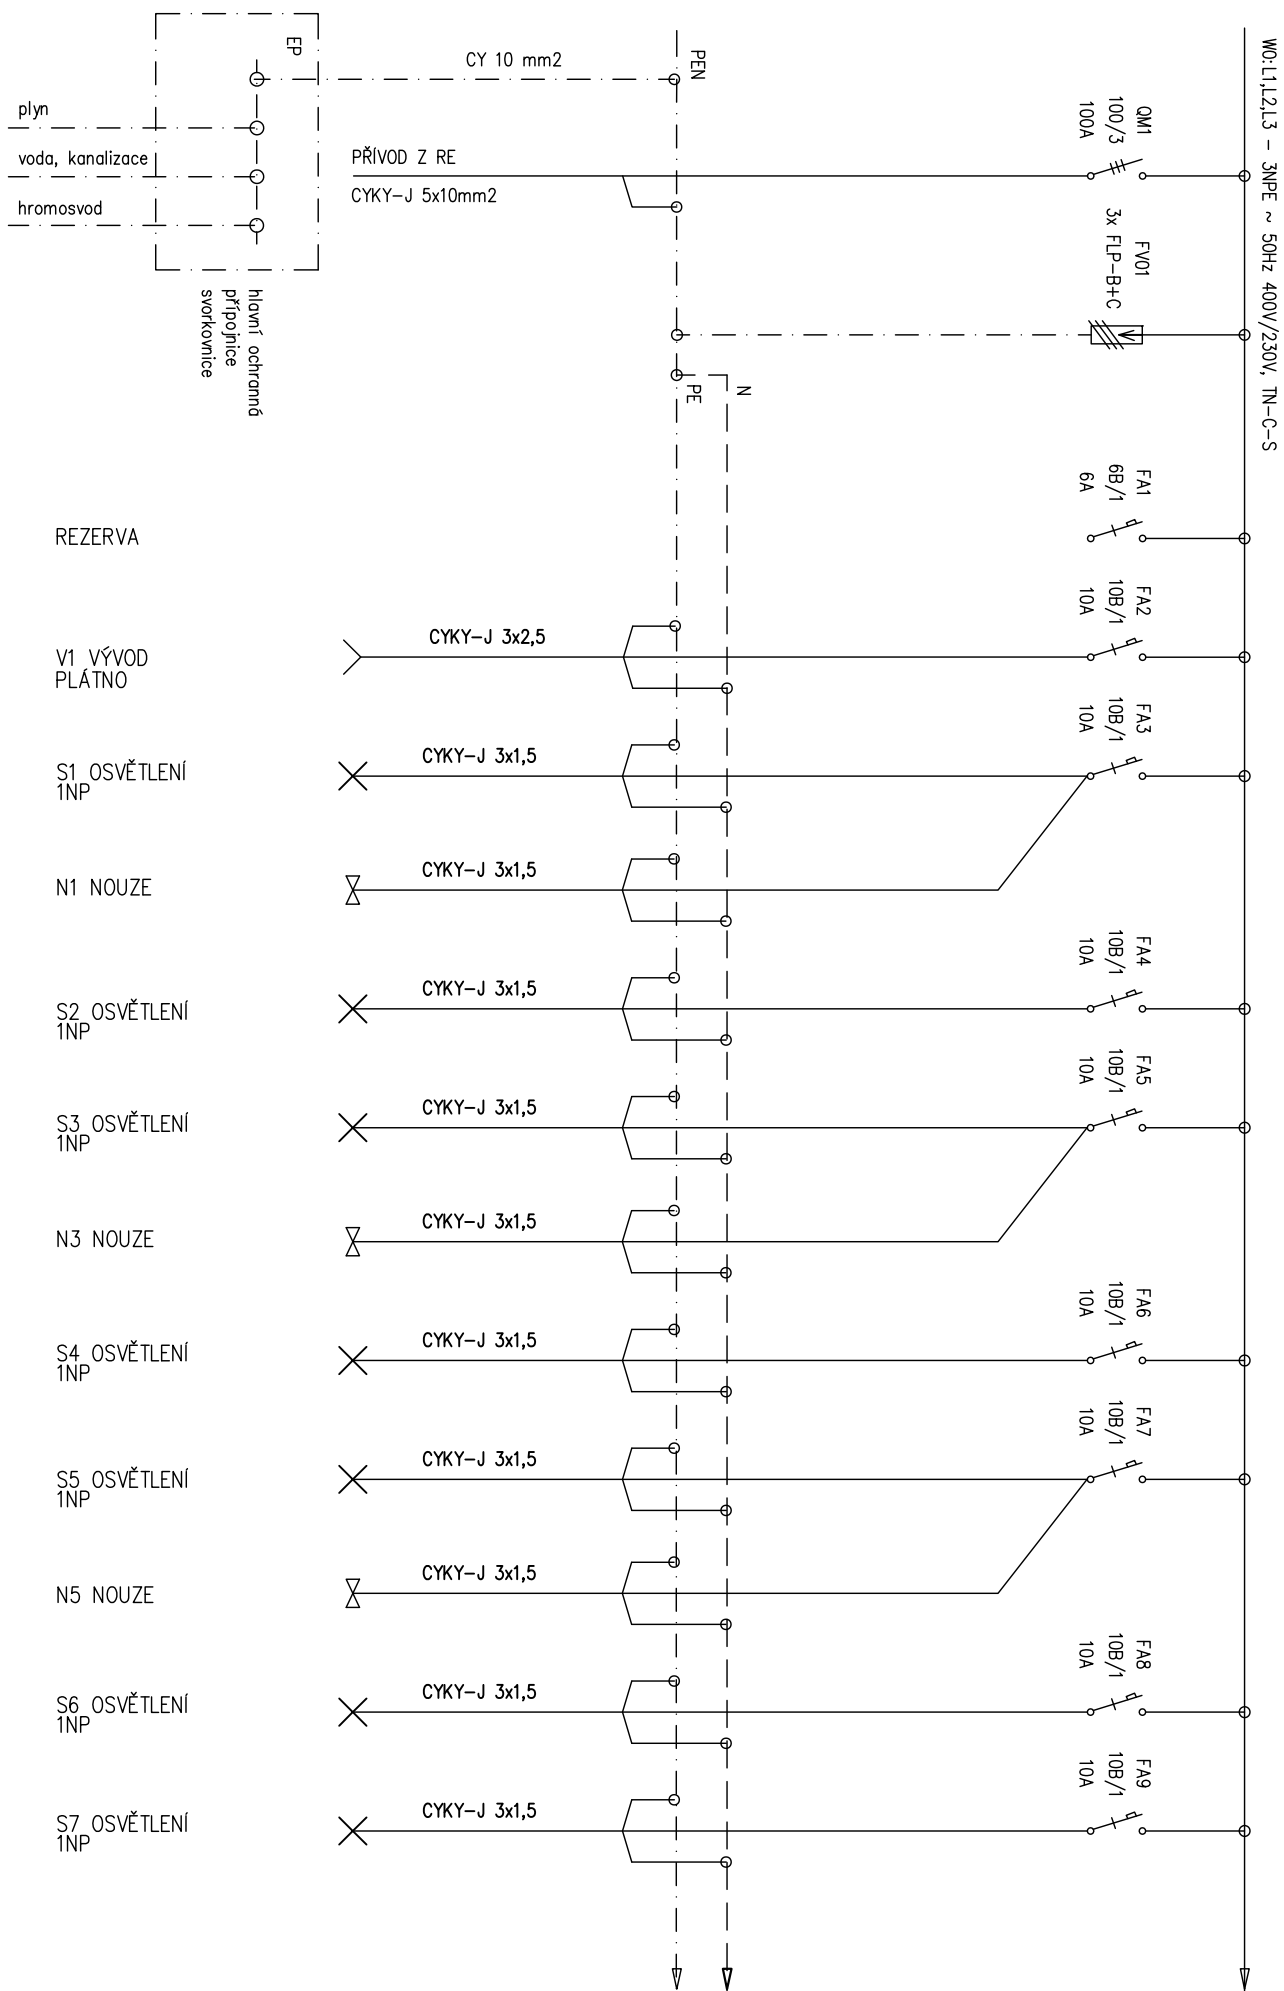 W0:L1,L2,L3 - 3NPE ~ 50Hz 400V/230V, TN-C-S
EP
CY 10 mm2
PEN
plyn
voda, kanalizace
hromosvod
hlavní ochranná
přípojnice
svorkovnice
PŘÍVOD Z RE
CYKY-J 5x10mm2
QM1
100/3
100A
FV01
3x FLP-B+C
PE
N
REZERVA
FA1
6B/1
6A
V1 VÝVOD
PLÁTNO
CYKY-J 3x2,5
FA2
10B/1
10A
S1 OSVĚTLENÍ
1NP
CYKY-J 3x1,5
FA3
10B/1
10A
N1 NOUZE
CYKY-J 3x1,5
S2 OSVĚTLENÍ
1NP
CYKY-J 3x1,5
FA4
10B/1
10A
S3 OSVĚTLENÍ
1NP
CYKY-J 3x1,5
FA5
10B/1
10A
N3 NOUZE
CYKY-J 3x1,5
S4 OSVĚTLENÍ
1NP
CYKY-J 3x1,5
FA6
10B/1
10A
S5 OSVĚTLENÍ
1NP
CYKY-J 3x1,5
FA7
10B/1
10A
N5 NOUZE
CYKY-J 3x1,5
S6 OSVĚTLENÍ
1NP
CYKY-J 3x1,5
FA8
10B/1
10A
S7 OSVĚTLENÍ
1NP
CYKY-J 3x1,5
FA9
10B/1
10A